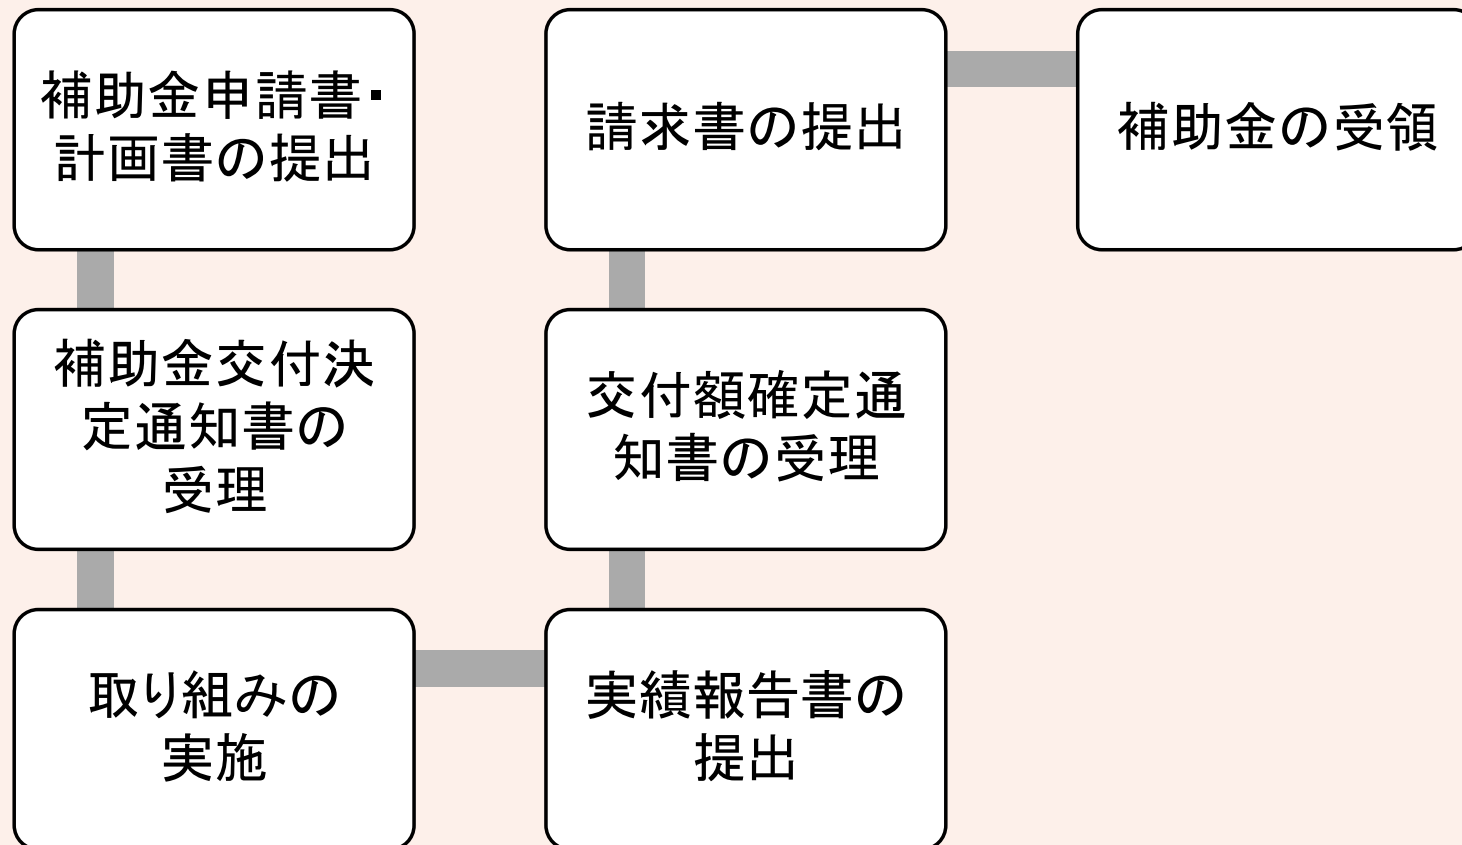 補助金申請書・
計画書の提出
補助金交付決
定通知書の
受理
取り組みの
実施
実績報告書の
提出
交付額確定通
知書の受理
請求書の提出
補助金の受領